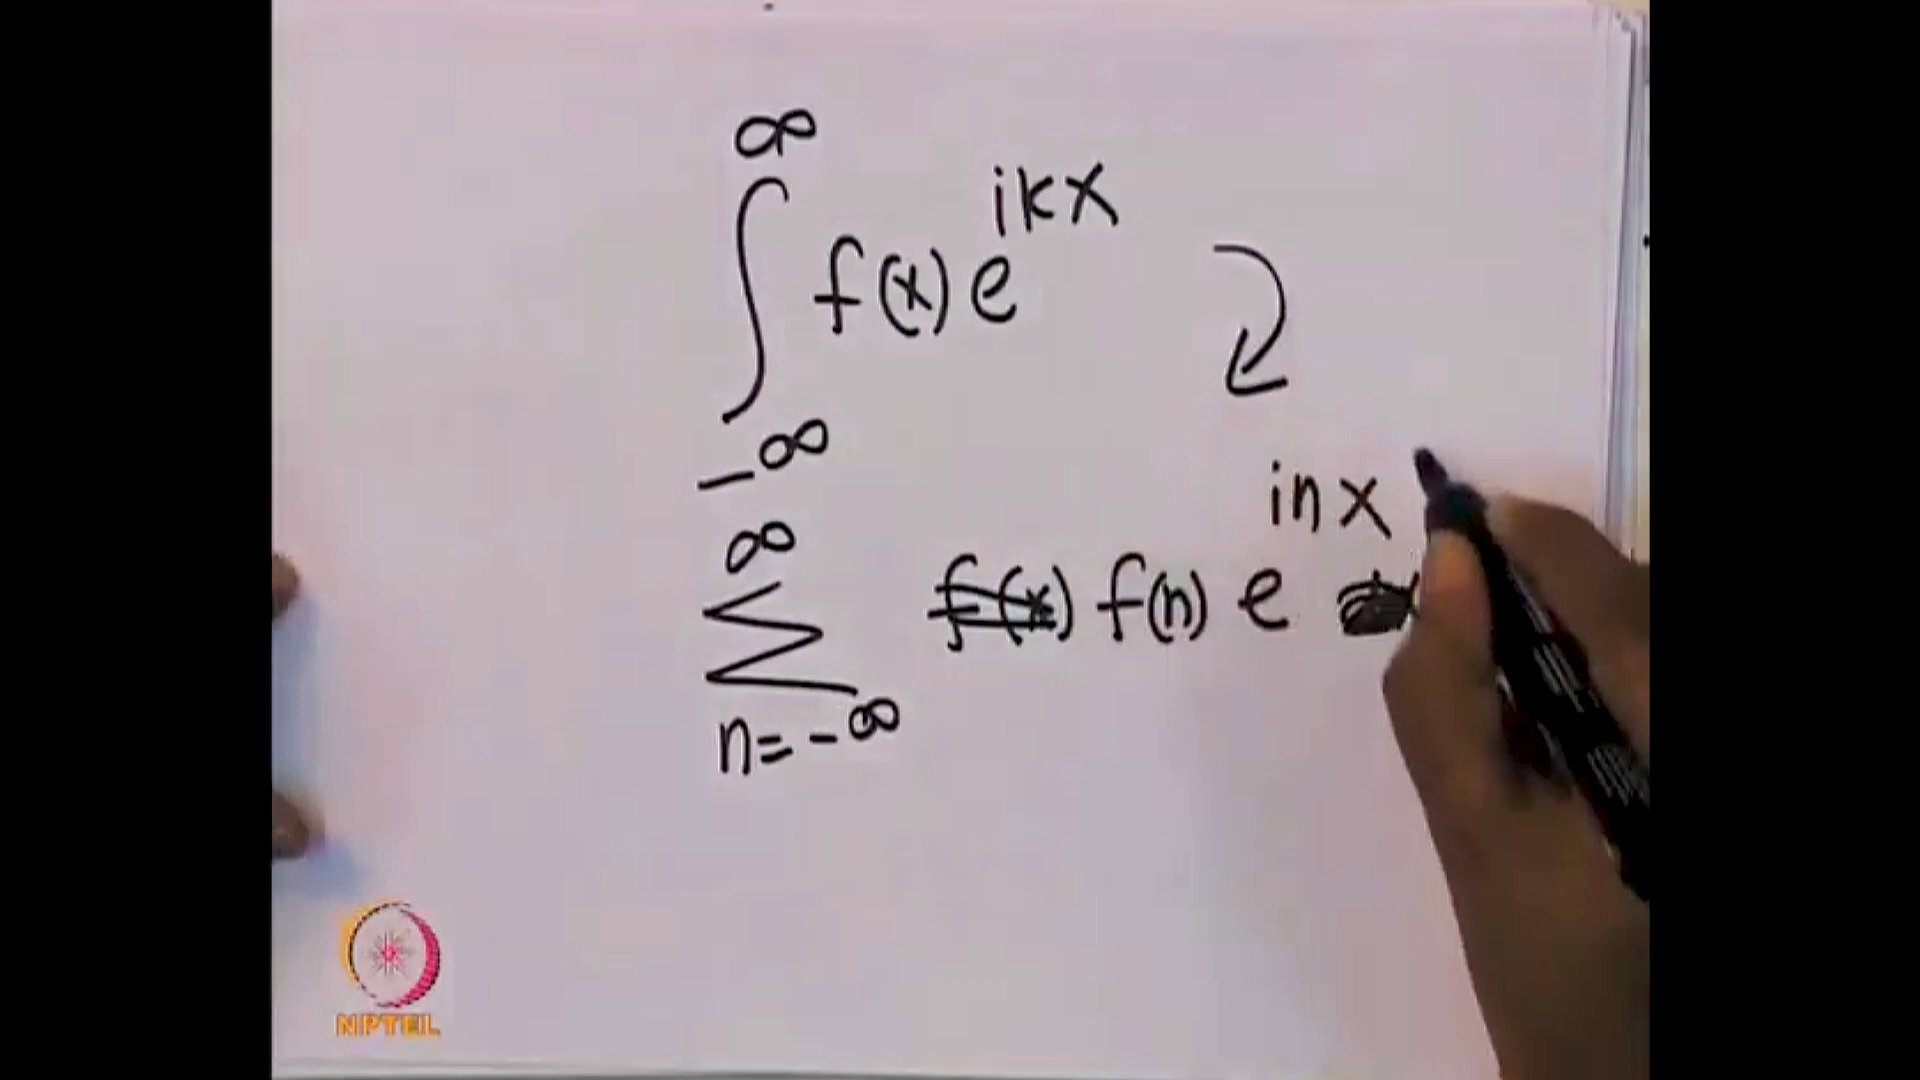 ∞
∫ f(x) e^{ikx}
-∞
∞
∑ f(x) f(n) e^{inx}
n=-∞
NPTEL